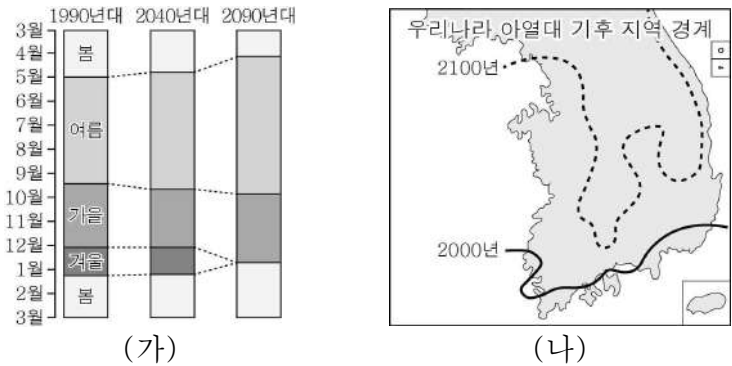 1990년대 2040년대 2090년대
3월
4월
5월
6월
7월
8월
9월
10월
11월
12월
1월
2월
3월
봄
여름
가을
겨울
봄
(가)
우리나라 아열대 기후 지역 경계
2100년
2000년
(나)